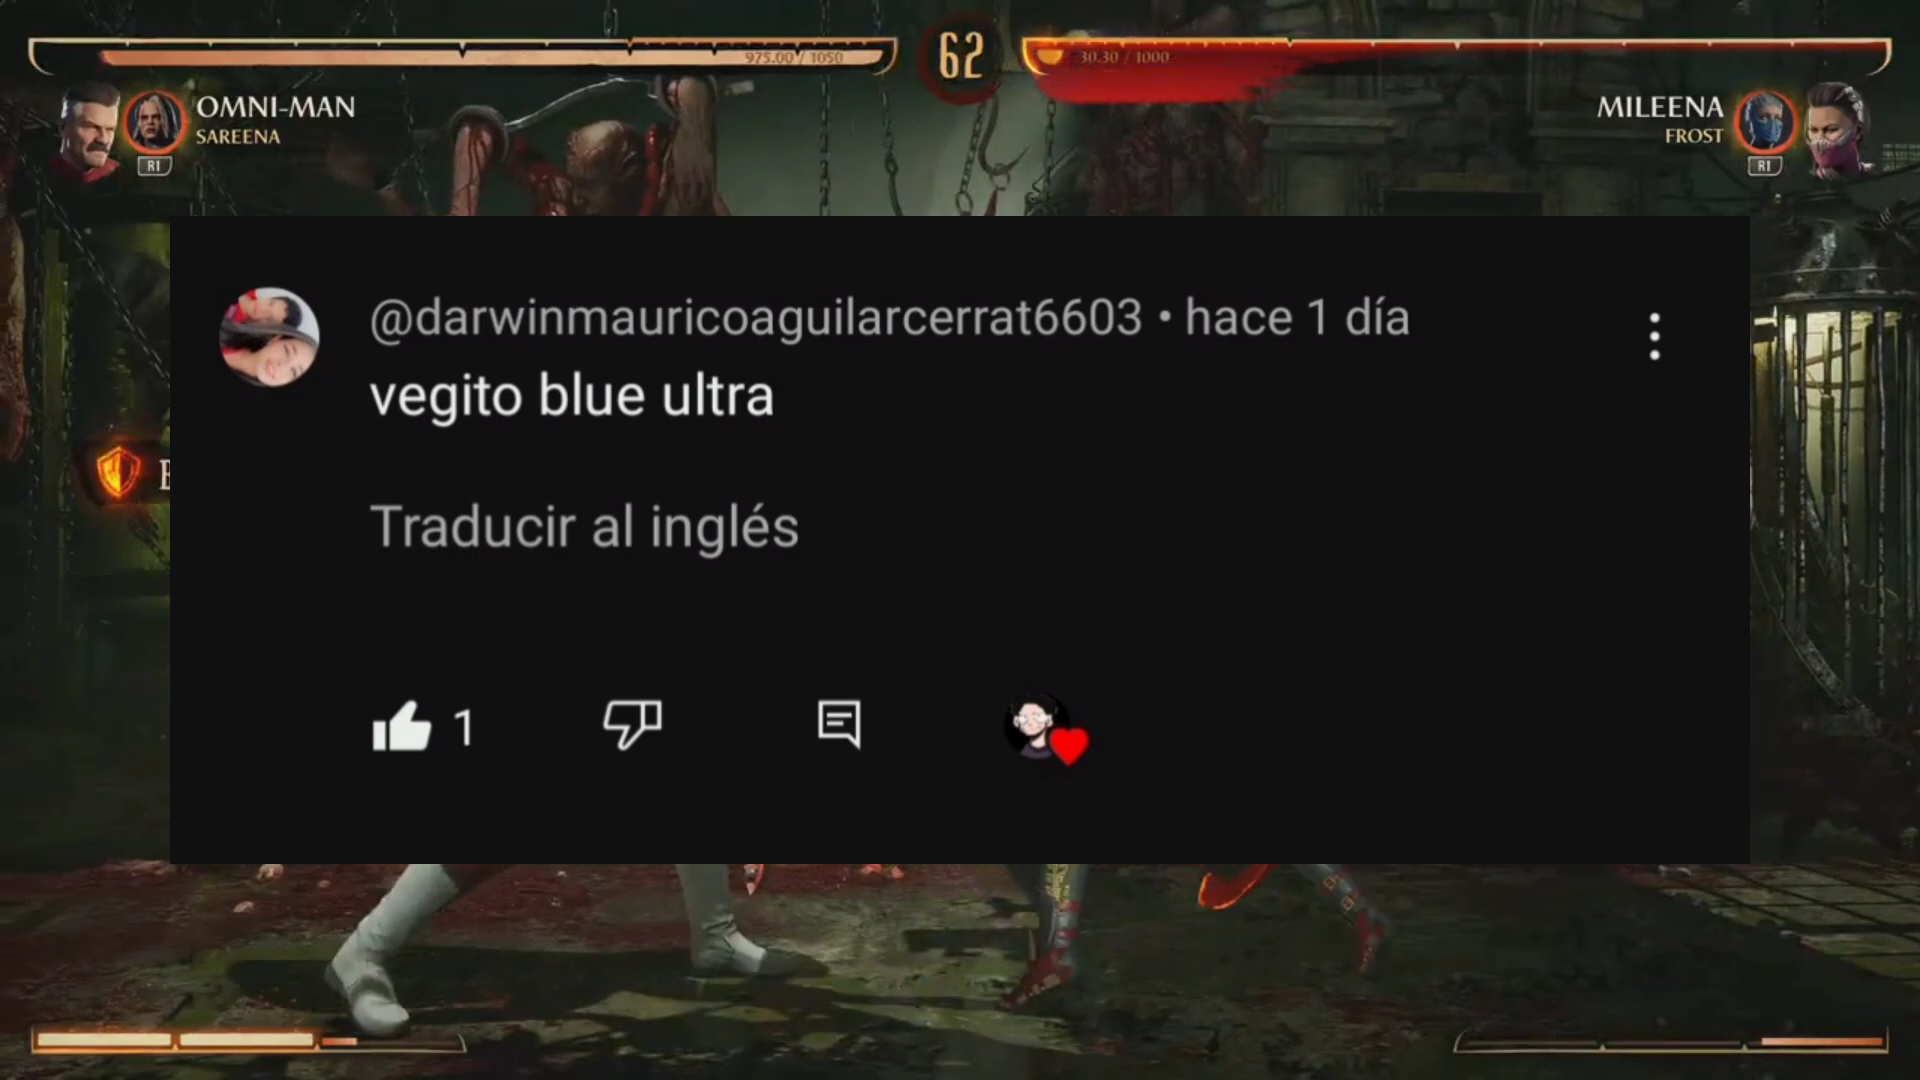 975.00 / 1050
62
30.30 / 1000
OMNI-MAN
SAREENA
R1
MILEENA
FROST
R1
@darwinmauricoaguilarcerrat6603 • hace 1 día
vegito blue ultra
Traducir al inglés
1